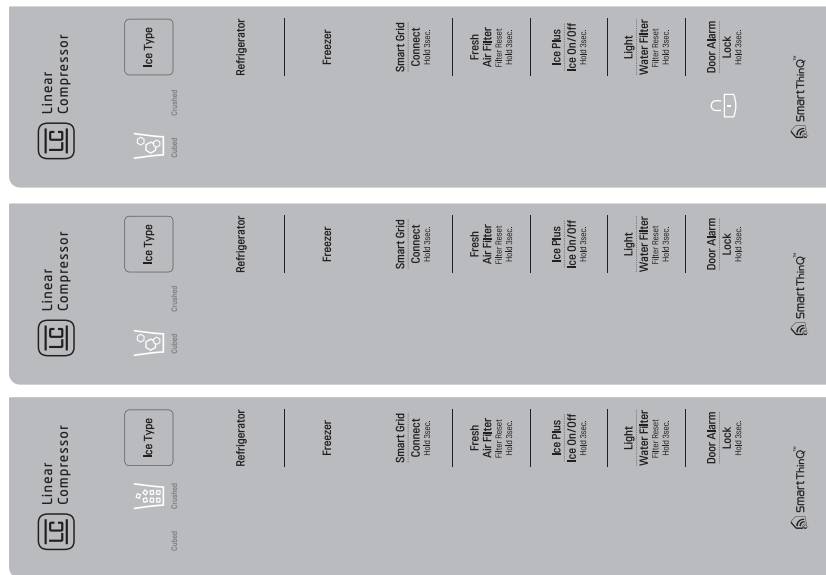 LC
Linear
Compressor
Ice Type
Crushed
Cubed
Refrigerator
Freezer
Smart Grid
Connect
Hold 3sec.
Fresh
Air Filter
Filter Reset
Hold 3sec.
Ice Plus
Ice On/Off
Hold 3sec.
Light
Water Filter
Filter Reset
Hold 3sec.
Door Alarm
Lock
Hold 3sec.
SmartThinQ™
LC
Linear
Compressor
Ice Type
Crushed
Cubed
Refrigerator
Freezer
Smart Grid
Connect
Hold 3sec.
Fresh
Air Filter
Filter Reset
Hold 3sec.
Ice Plus
Ice On/Off
Hold 3sec.
Light
Water Filter
Filter Reset
Hold 3sec.
Door Alarm
Lock
Hold 3sec.
SmartThinQ™
LC
Linear
Compressor
Ice Type
Crushed
Cubed
Refrigerator
Freezer
Smart Grid
Connect
Hold 3sec.
Fresh
Air Filter
Filter Reset
Hold 3sec.
Ice Plus
Ice On/Off
Hold 3sec.
Light
Water Filter
Filter Reset
Hold 3sec.
Door Alarm
Lock
Hold 3sec.
SmartThinQ™